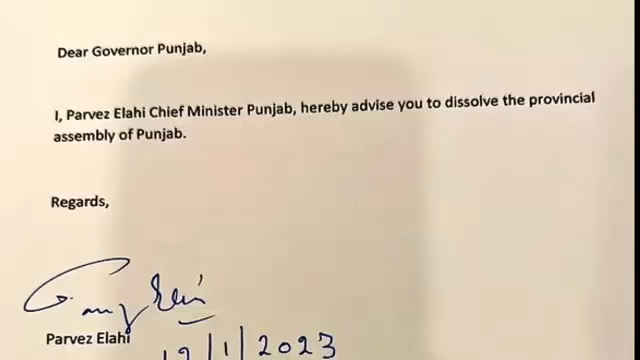 Dear Governor Punjab,
I, Parvez Elahi Chief Minister Punjab, hereby advise you to dissolve the provincial
assembly of Punjab.
Regards,
Parvez Elahi
12/1/2023